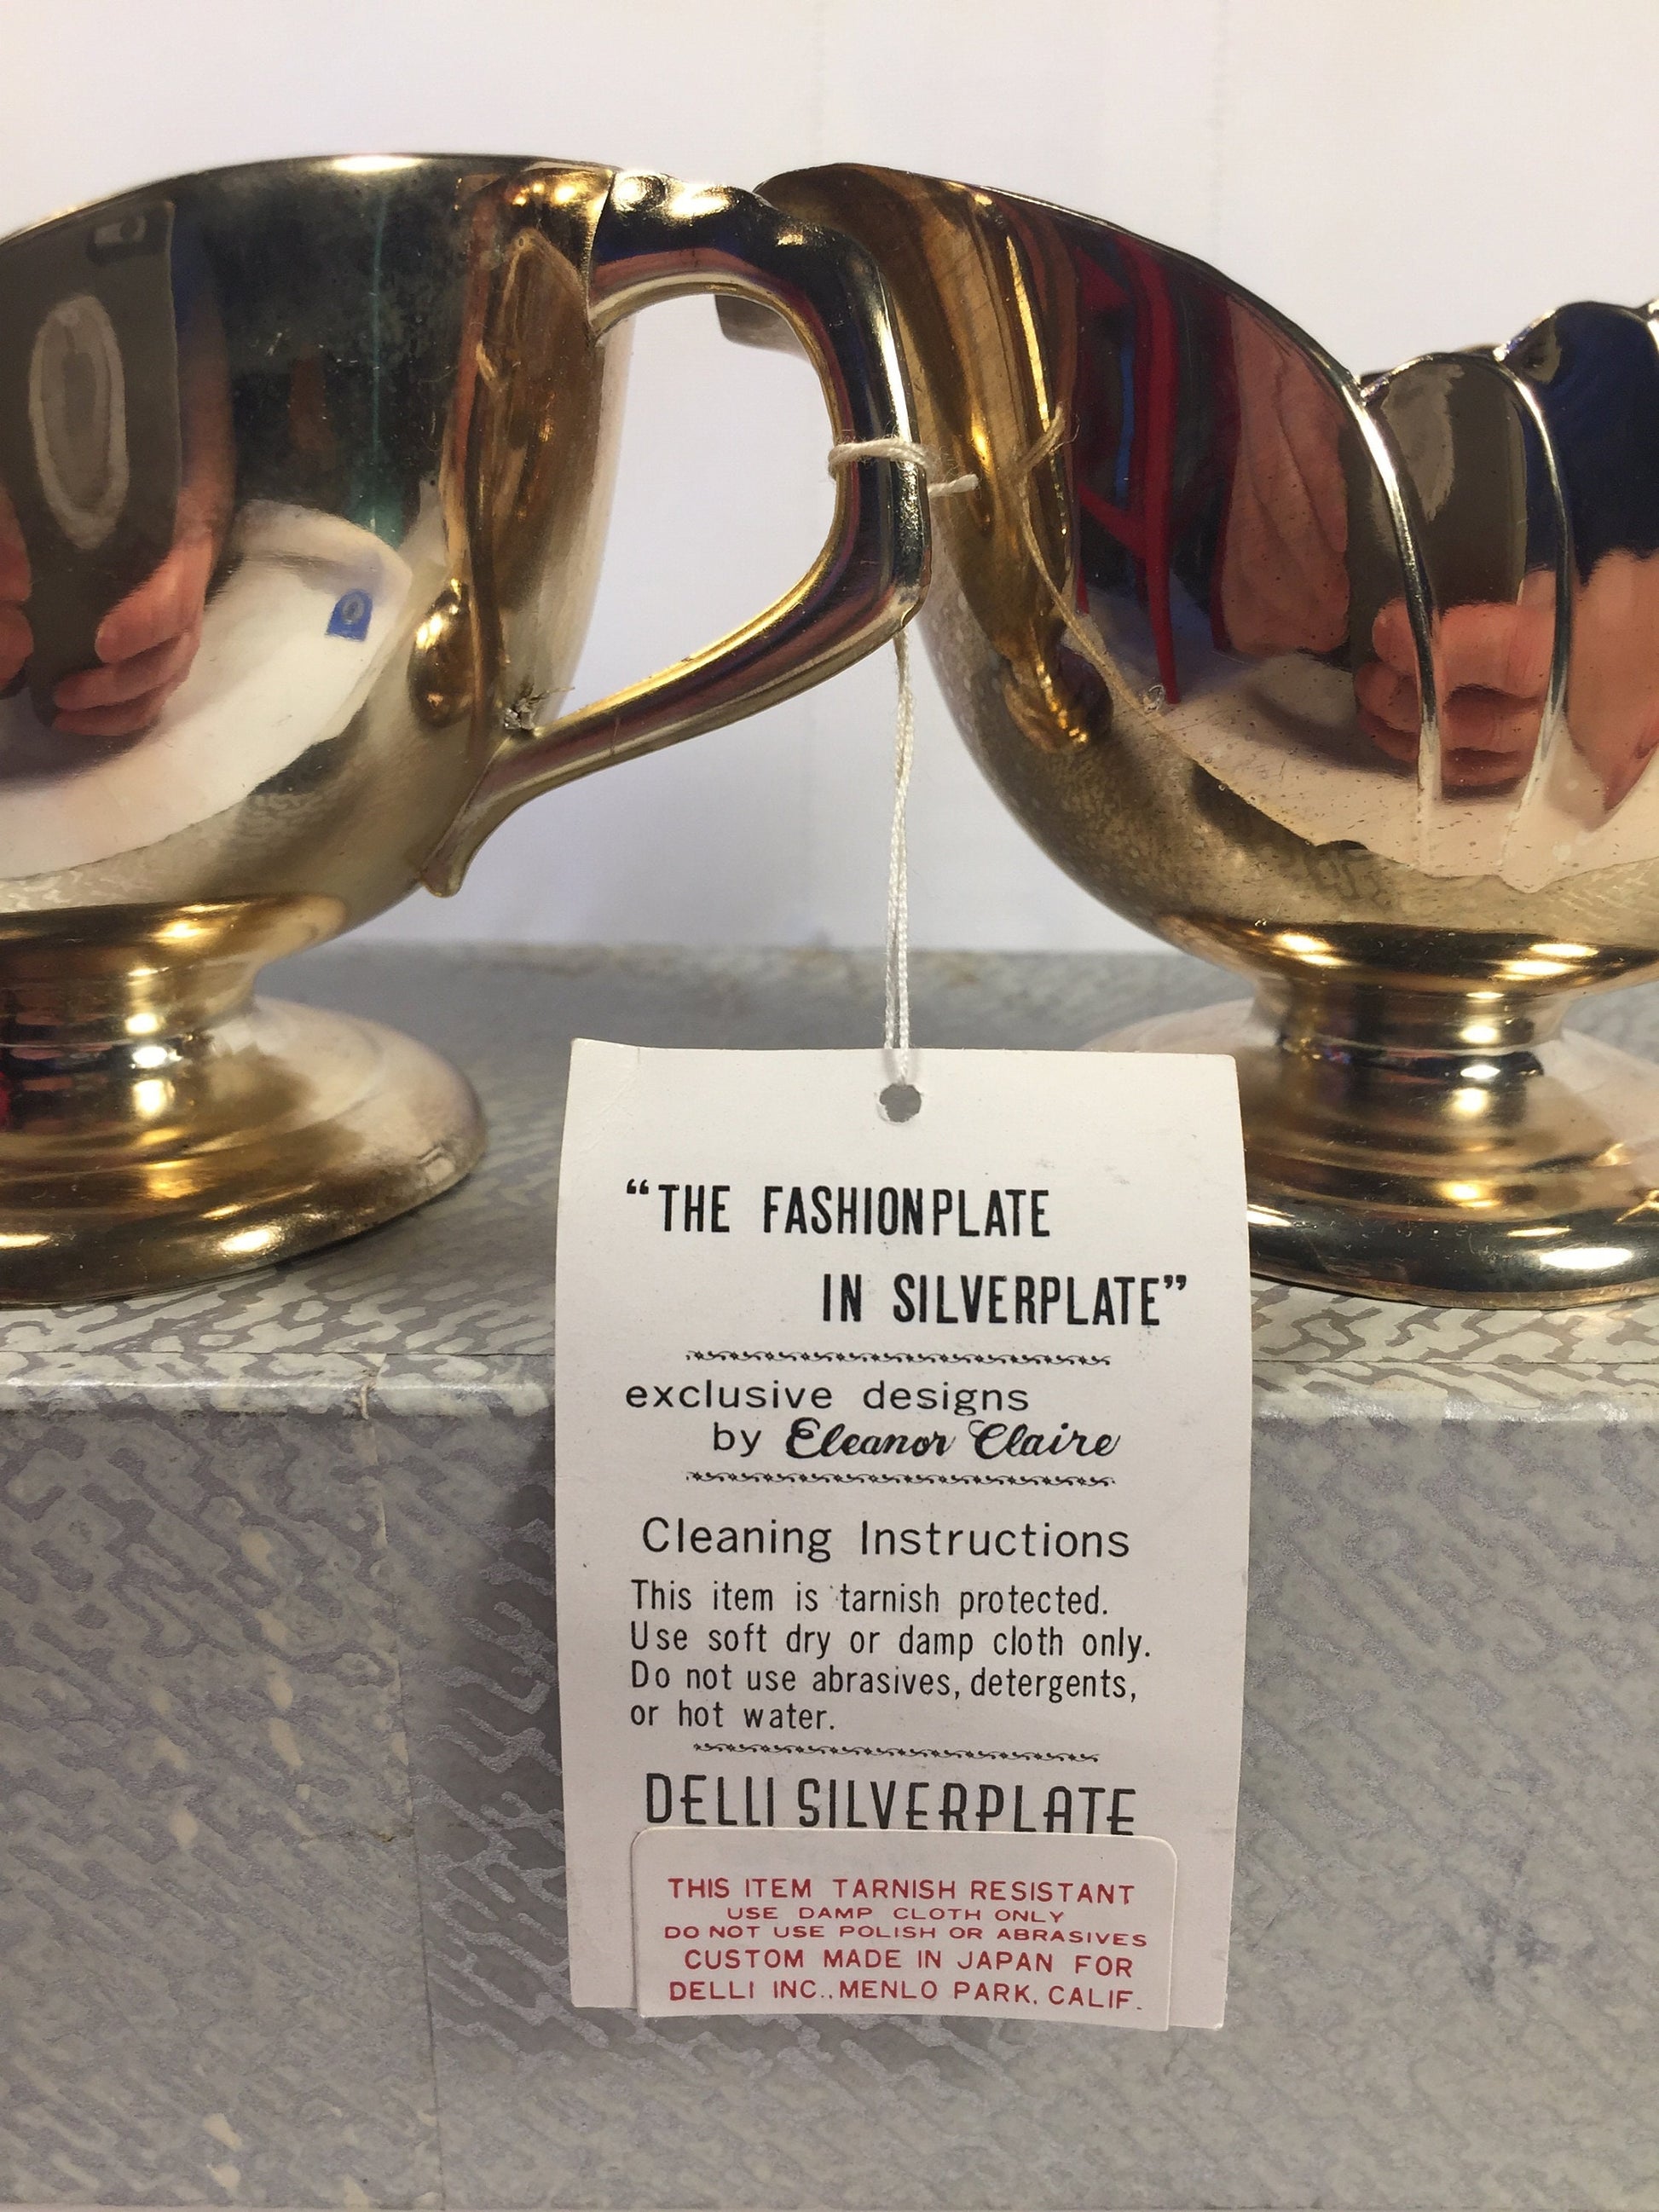 “THE FASHIONPLATE
IN SILVERPLATE”
exclusive designs
by Eleanor Claire
Cleaning Instructions
This item is tarnish protected.
Use soft dry or damp cloth only.
Do not use abrasives, detergents,
or hot water.
DELLI SILVERPLATE
THIS ITEM TARNISH RESISTANT
USE DAMP CLOTH ONLY
DO NOT USE POLISH OR ABRASIVES
CUSTOM MADE IN JAPAN FOR
DELLI INC., MENLO PARK, CALIF.